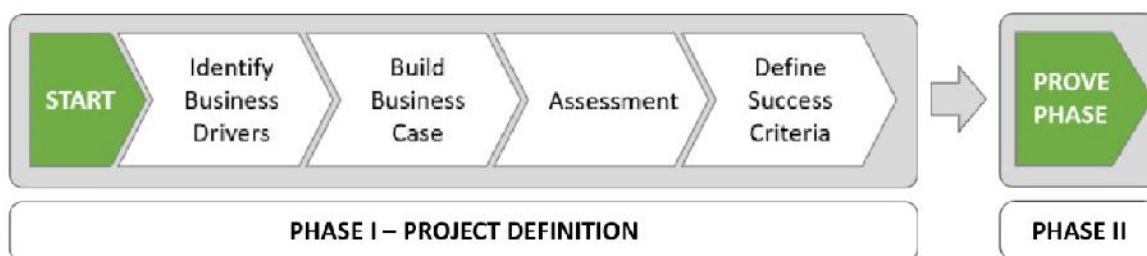 START
Identify
Business
Drivers
Build
Business
Case
Assessment
Define
Success
Criteria
PROVE
PHASE
PHASE I – PROJECT DEFINITION
PHASE II